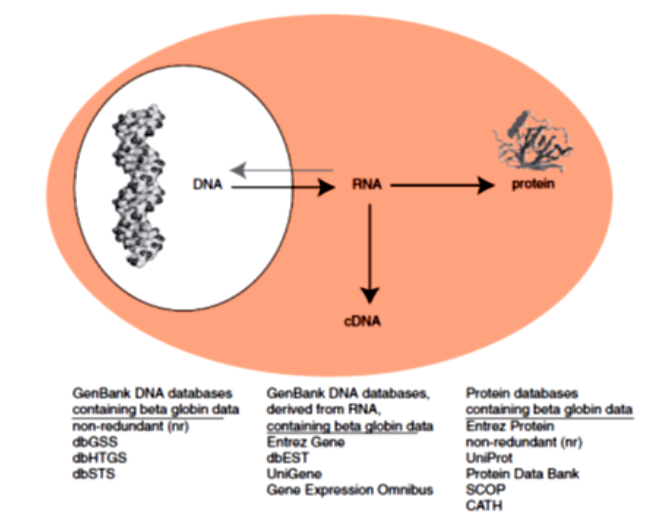 DNA
RNA
protein
cDNA
GenBank DNA databases
containing beta globin data
non-redundant (nr)
dbGSS
dbHTGS
dbSTS
GenBank DNA databases,
derived from RNA,
containing beta globin data
Entrez Gene
dbEST
UniGene
Gene Expression Omnibus
Protein databases
containing beta globin data
Entrez Protein
non-redundant (nr)
UniProt
Protein Data Bank
SCOP
CATH